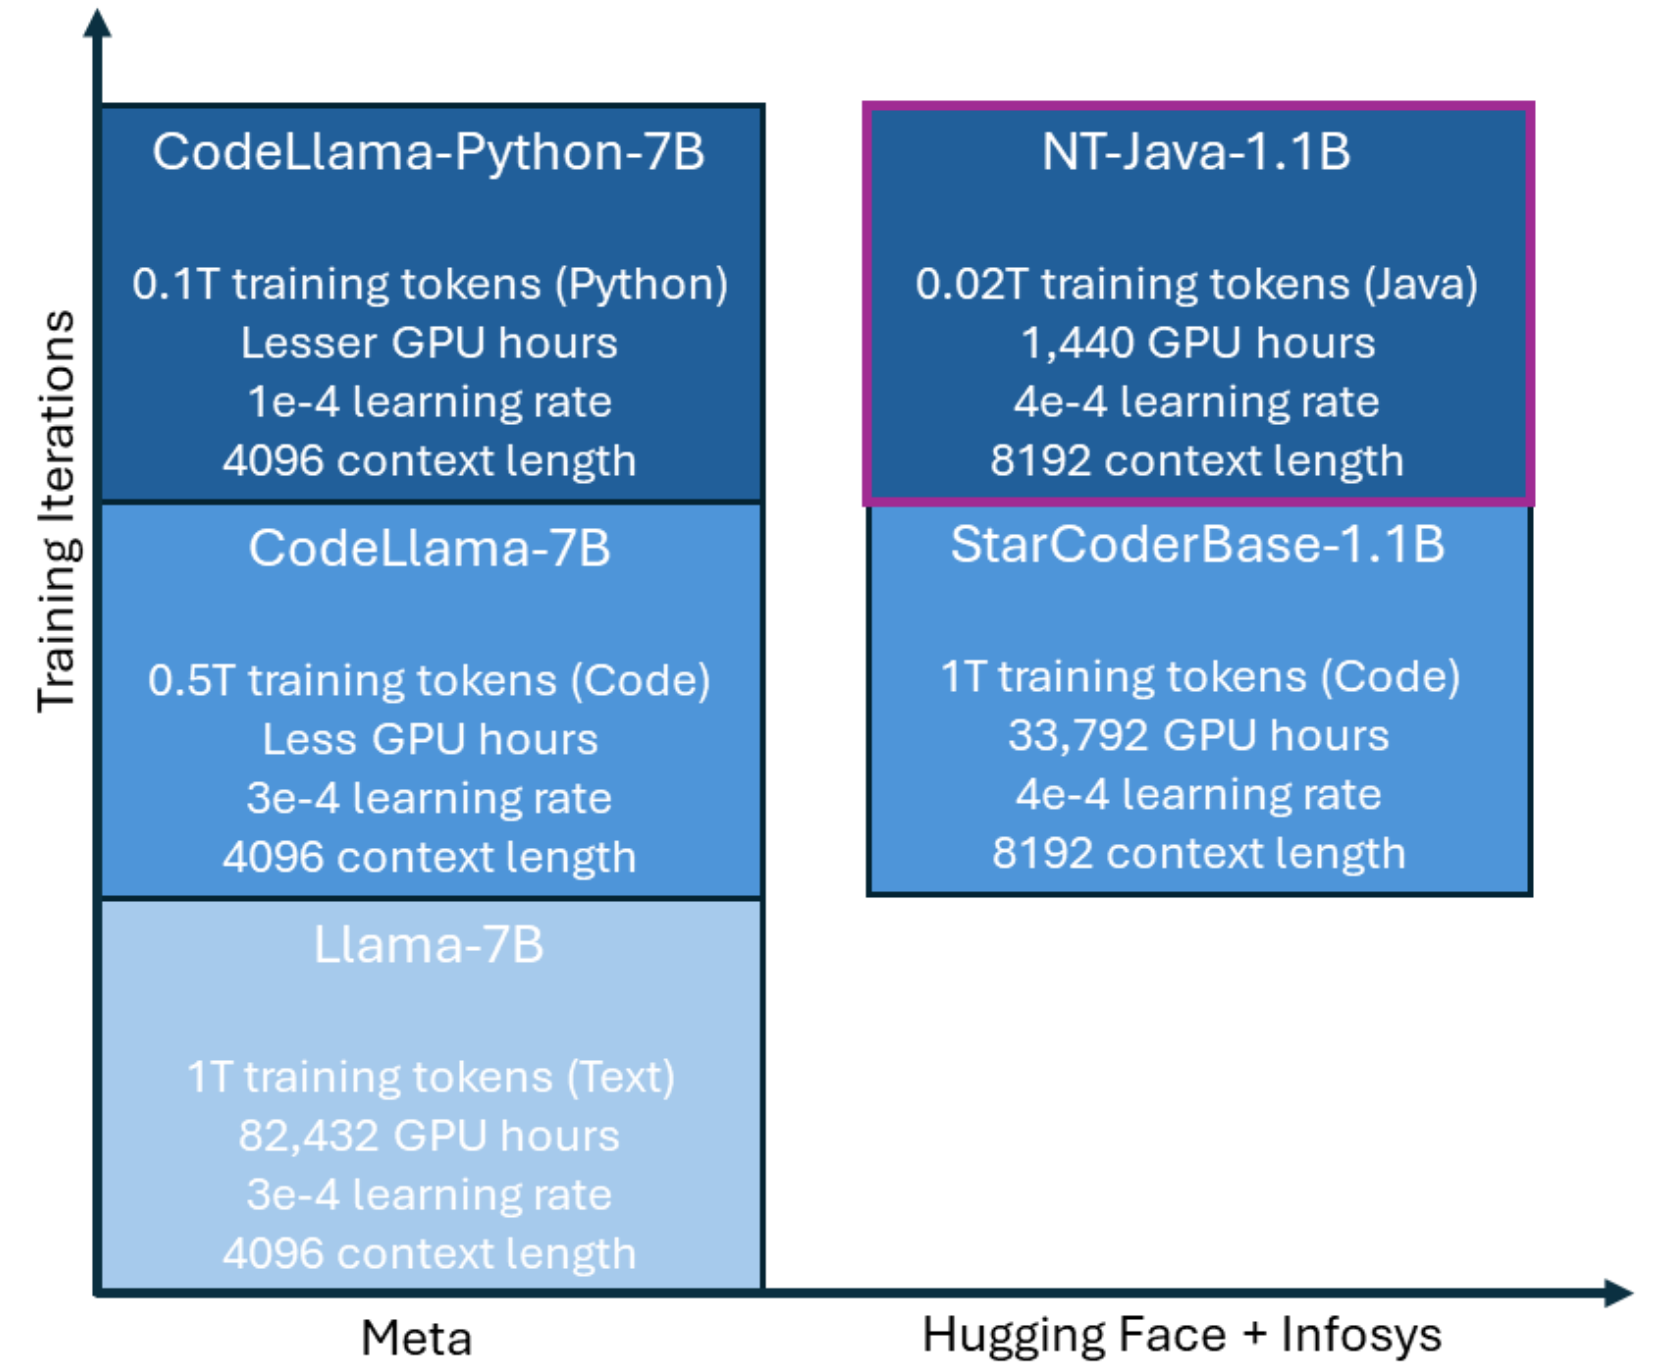 Training Iterations
CodeLlama-Python-7B
0.1T training tokens (Python)
Lesser GPU hours
1e-4 learning rate
4096 context length
CodeLlama-7B
0.5T training tokens (Code)
Less GPU hours
3e-4 learning rate
4096 context length
Llama-7B
1T training tokens (Text)
82,432 GPU hours
3e-4 learning rate
4096 context length
Meta
NT-Java-1.1B
0.02T training tokens (Java)
1,440 GPU hours
4e-4 learning rate
8192 context length
StarCoderBase-1.1B
1T training tokens (Code)
33,792 GPU hours
4e-4 learning rate
8192 context length
Hugging Face + Infosys